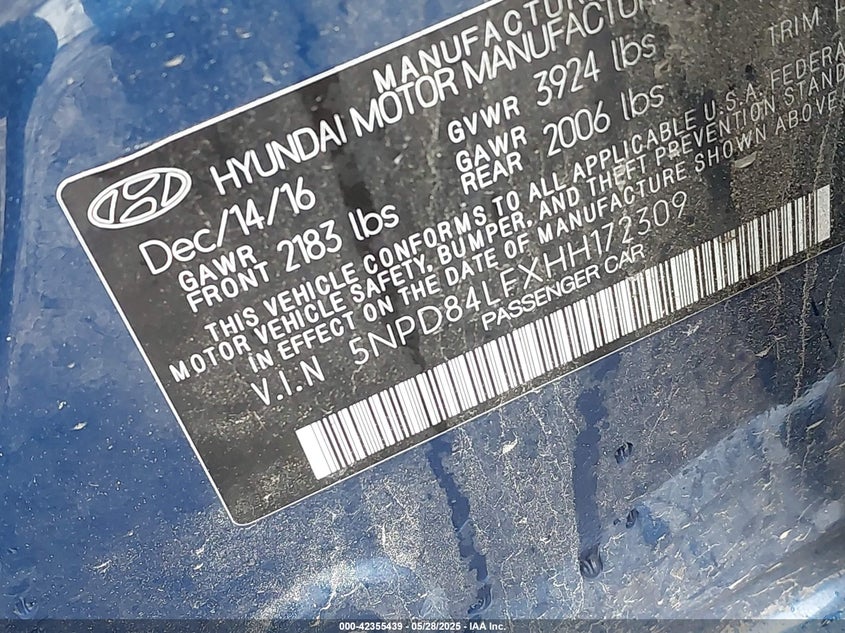 MANUFACTU
HYUNDAI MOTOR MANUFACTU
Dec/14/16
GVWR 3924 lbs
TRIM
GAWR FRONT 2183 lbs
GAWR REAR 2006 lbs
THIS VEHICLE CONFORMS TO ALL APPLICABLE U.S.A. FEDERA
MOTOR VEHICLE SAFETY, BUMPER, AND THEFT PREVENTION STAND
IN EFFECT ON THE DATE OF MANUFACTURE SHOWN ABOVE
V.I.N 5NPD84LFXHH172309
PASSENGER CAR
000-42355439 - 05/28/2025 - IAA Inc.